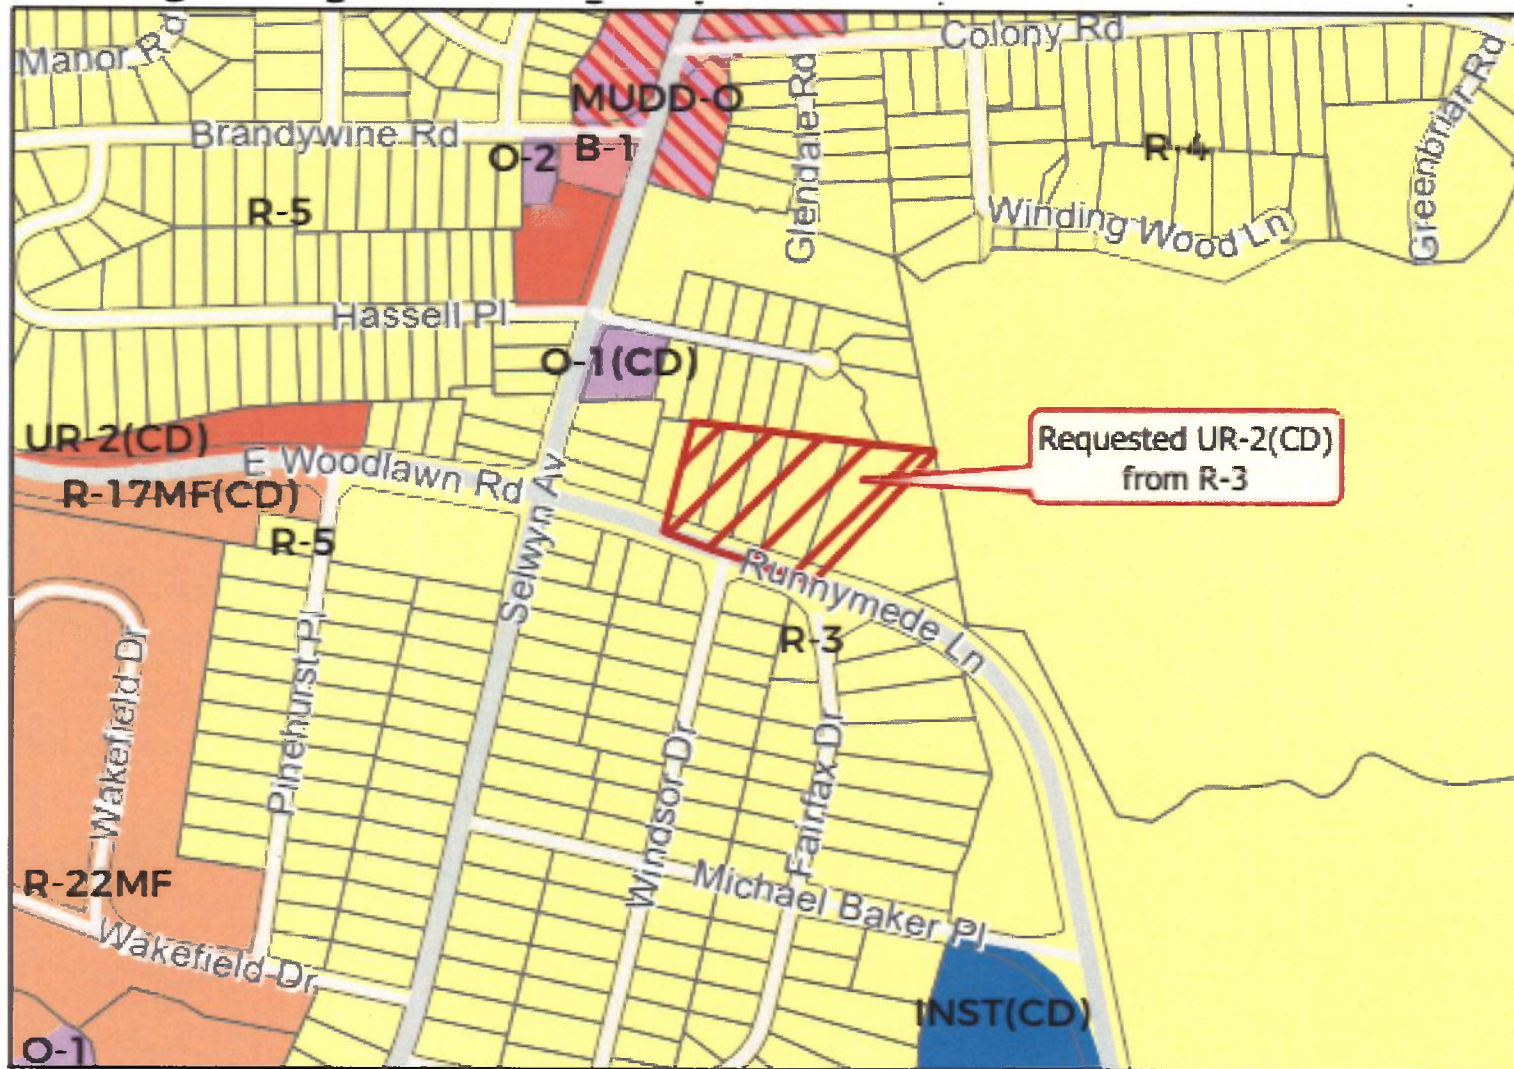 Manor Rd
Colony Rd
Greenbriar Rd
MUDD-O
Glendale Rd
Brandywine Rd
O-2
B-1
R-4
R-5
Winding Wood Ln
Hassell Pl
O-1(CD)
UR-2(CD)
E Woodlawn Rd
Requested UR-2(CD)
from R-3
R-17MF(CD)
R-5
Selwyn Av
Runnymede Ln
R-3
Pinehurst Pl
Wakefield Dr
Windsor Dr
Fairfax Dr
R-22MF
Michael Baker Pl
Wakefield Dr
INST(CD)
O-1